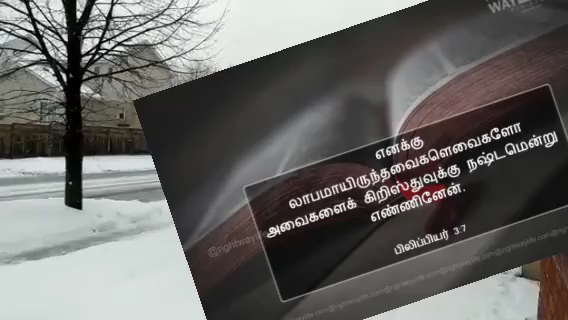 எனக்கு
லாபமாயிருந்தவைகளெவைகளோ
அவைகளைக் கிறிஸ்துவுக்கு நஷ்டமென்று
எண்ணினேன்.
பிலிப்பியர் 3:7